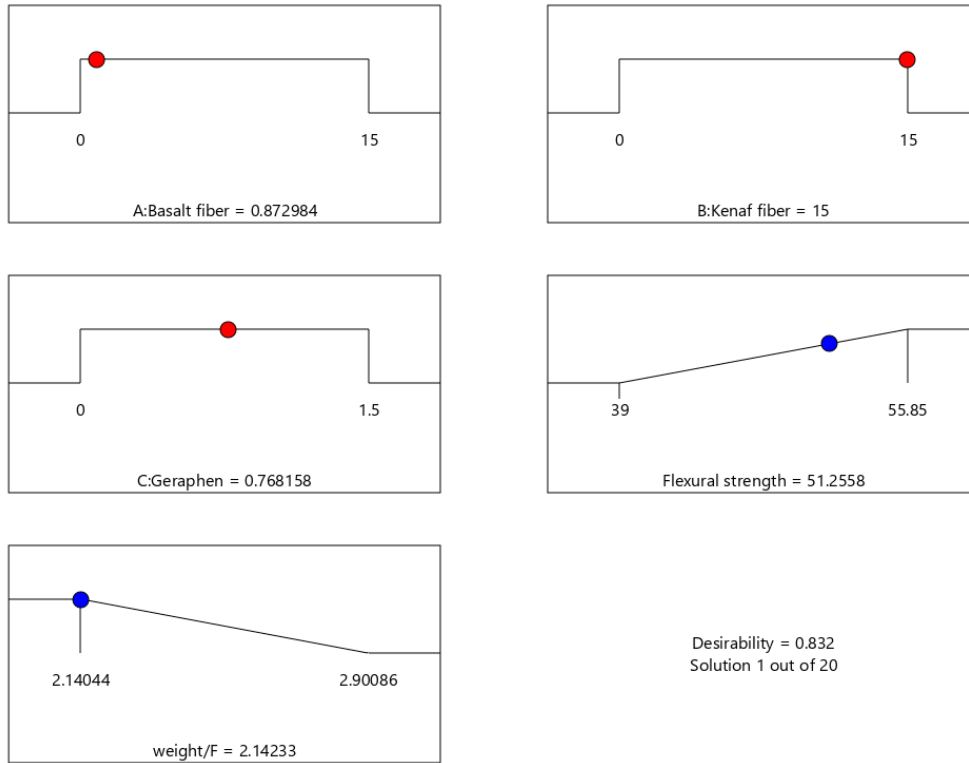 0
15
A:Basalt fiber = 0.872984
0
15
B:Kenaf fiber = 15
0
1.5
C:Geraphen = 0.768158
39
55.85
Flexural strength = 51.2558
2.14044
2.90086
weight/F = 2.14233
Desirability = 0.832
Solution 1 out of 20